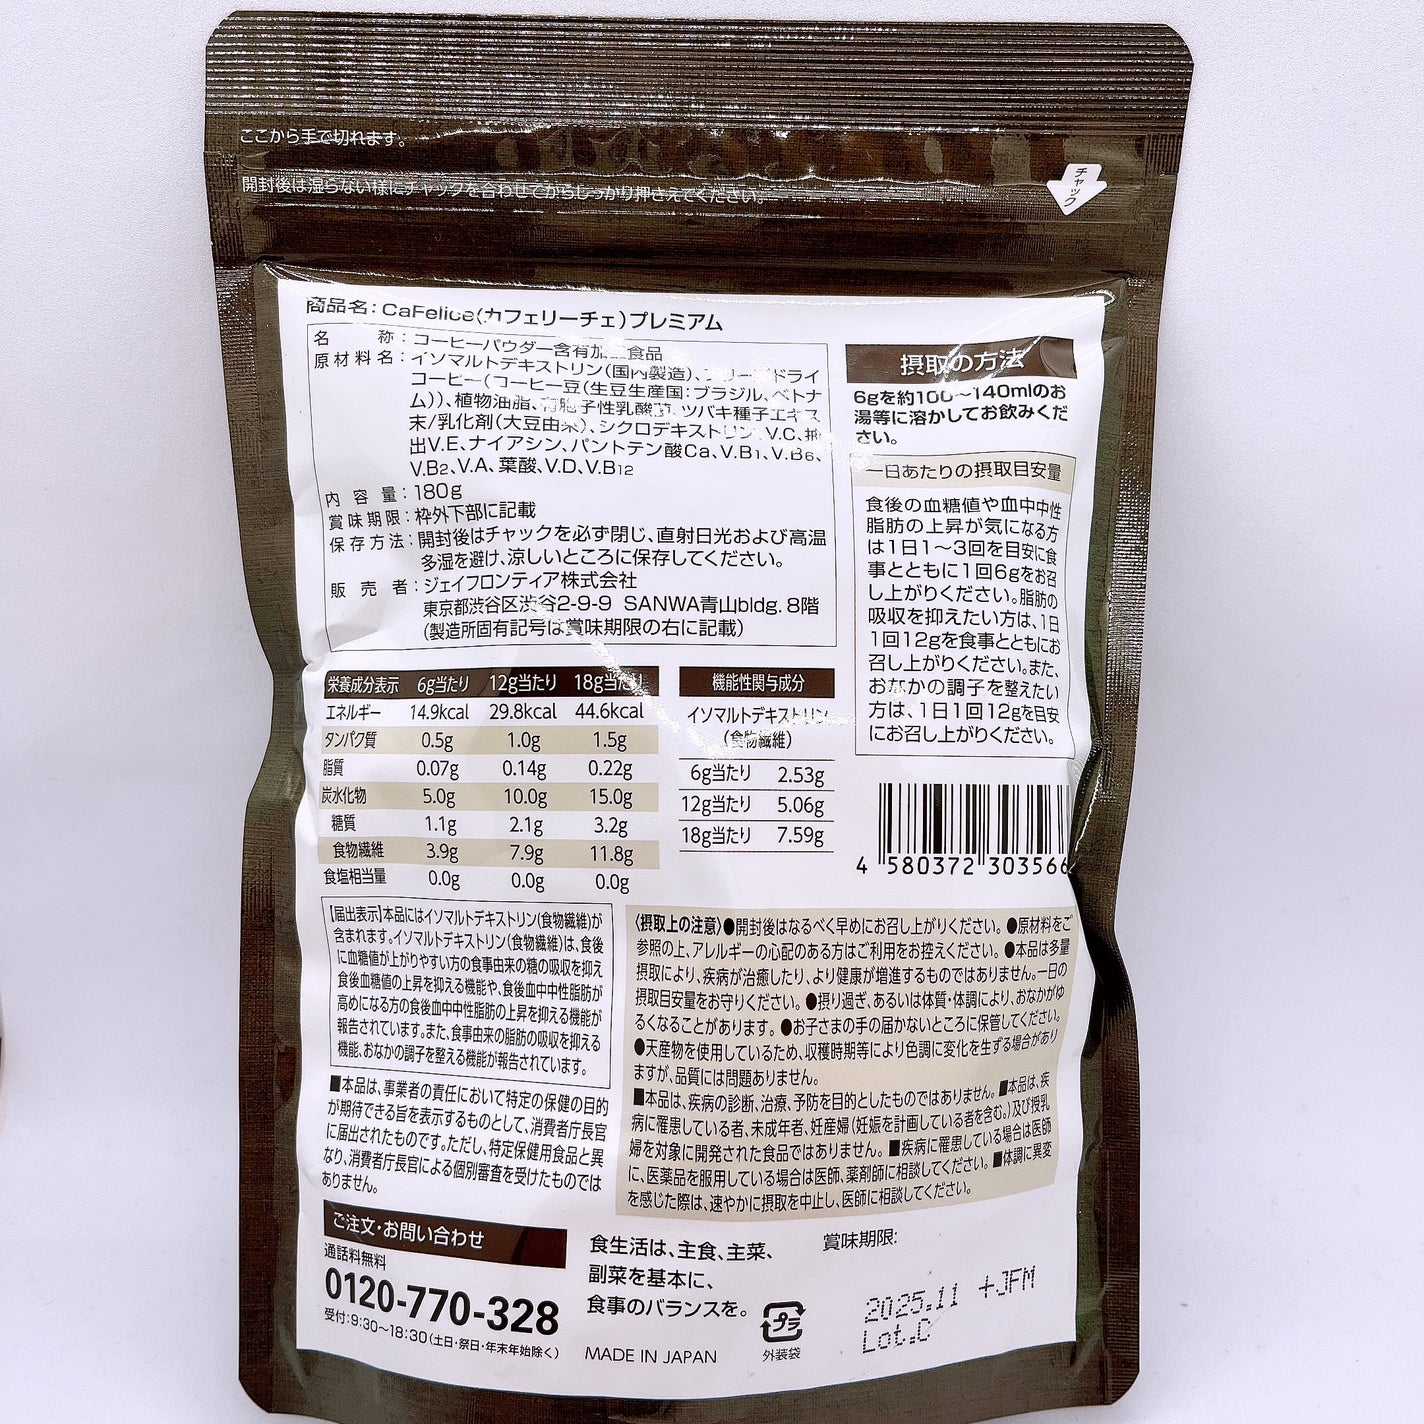 ここから手で切れます。
開封後は湿らない様にチャックを合わせてからしっかり押さえてください。
チャック
商品名：CaFelice（カフェリーチェ）プレミアム
名称：コーヒーパウダー含有加工食品
原材料名：イソマルトデキストリン（国内製造）、フリーズドライ
コーヒー（コーヒー豆（生豆生産国：ブラジル、ベトナ
ム））、植物油脂、有胞子性乳酸菌、ツバキ種子エキス
末/乳化剤（大豆由来）、シクロデキストリン、V.C、抽
出V.E、ナイアシン、パントテン酸Ca、V.B1、V.B6、
V.B2、V.A、葉酸、V.D、V.B12
内容量：180g
賞味期限：枠外下部に記載
保存方法：開封後はチャックを必ず閉じ、直射日光および高温
多湿を避け、涼しいところに保存してください。
販売者：ジェイフロンティア株式会社
東京都渋谷区渋谷2-9-9 SANWA青山bldg. 8階
（製造所固有記号は賞味期限の右に記載）
摂取の方法
6gを約100〜140mlのお
湯等に溶かしてお飲みくだ
さい。
一日あたりの摂取目安量
食後の血糖値や血中中性
脂肪の上昇が気になる方
は1日1〜3回を目安に食
事とともに1回6gをお召
し上がりください。脂肪の
吸収を抑えたい方は、1日
1回12gを食事とともにお
召し上がりください。また、
おなかの調子を整えたい
方は、1日1回12gを目安
にお召し上がりください。
栄養成分表示 6g当たり 12g当たり 18g当たり
エネルギー 14.9kcal 29.8kcal 44.6kcal
タンパク質 0.5g 1.0g 1.5g
脂質 0.07g 0.14g 0.22g
炭水化物 5.0g 10.0g 15.0g
糖質 1.1g 2.1g 3.2g
食物繊維 3.9g 7.9g 11.8g
食塩相当量 0.0g 0.0g 0.0g
機能性関与成分
イソマルトデキストリン
（食物繊維）
6g当たり 2.53g
12g当たり 5.06g
18g当たり 7.59g
4 580372 303566
【届出表示】本品にはイソマルトデキストリン（食物繊維）が
含まれます。イソマルトデキストリン（食物繊維）は、食後
に血糖値が上がりやすい方の食事由来の糖の吸収を抑え
食後血糖値の上昇を抑える機能や、食後血中中性脂肪が
高めになる方の食後血中中性脂肪の上昇を抑える機能が
報告されています。また、食事由来の脂肪の吸収を抑える
機能、おなかの調子を整える機能が報告されています。
■本品は、事業者の責任において特定の保健の目的
が期待できる旨を表示するものとして、消費者庁長官
に届出されたものです。ただし、特定保健用食品と異
なり、消費者庁長官による個別審査を受けたものでは
ありません。
〈摂取上の注意〉●開封後はなるべく早めにお召し上がりください。●原材料をご
参照の上、アレルギーの心配のある方はご利用をお控えください。●本品は多量
摂取により、疾病が治癒したり、より健康が増進するものではありません。一日の
摂取目安量をお守りください。●摂り過ぎ、あるいは体質・体調により、おなかがゆ
るくなることがあります。●お子さまの手の届かないところに保管してください。
●天産物を使用しているため、収穫時期等により色調に変化を生ずる場合があり
ますが、品質には問題ありません。
■本品は、疾病の診断、治療、予防を目的としたものではありません。■本品は、疾
病に罹患している者、未成年者、妊産婦（妊娠を計画している者を含む。）及び授乳
婦を対象に開発された食品ではありません。■疾病に罹患している場合は医師
に、医薬品を服用している場合は医師、薬剤師に相談してください。■体調に異変
を感じた際は、速やかに摂取を中止し、医師に相談してください。
ご注文・お問い合わせ
通話料無料
0120-770-328
受付：9:30〜18:30（土日・祭日・年末年始除く）
食生活は、主食、主菜、
副菜を基本に、
食事のバランスを。
MADE IN JAPAN
プラ
外装袋
賞味期限：
2025.11 +JFM
Lot.C